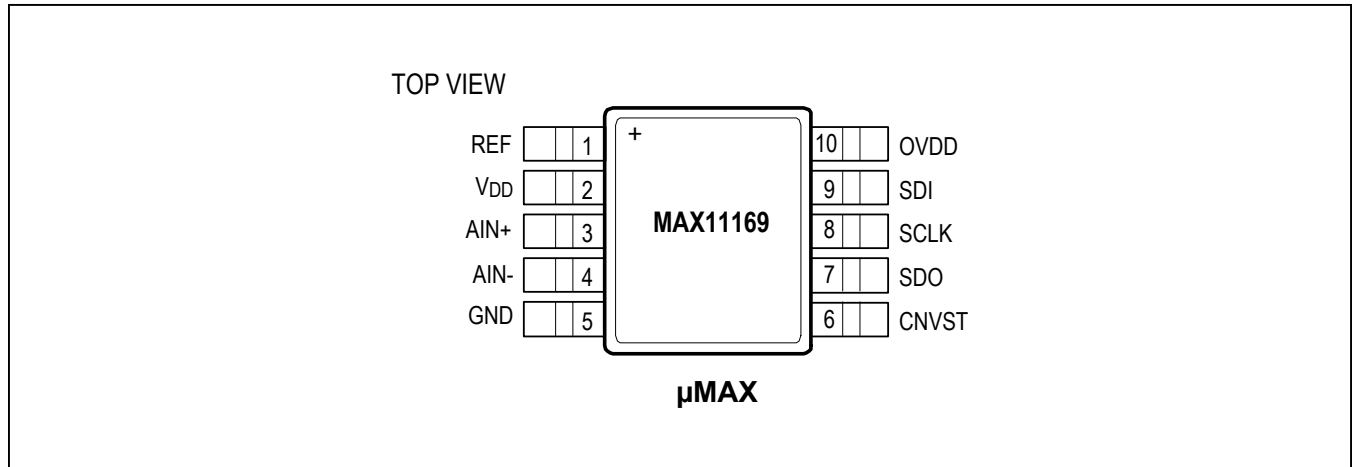 TOP VIEW
REF 1 + 10 OVDD
VDD 2 9 SDI
AIN+ 3 MAX11169 8 SCLK
AIN- 4 7 SDO
GND 5 6 CNVST
µMAX